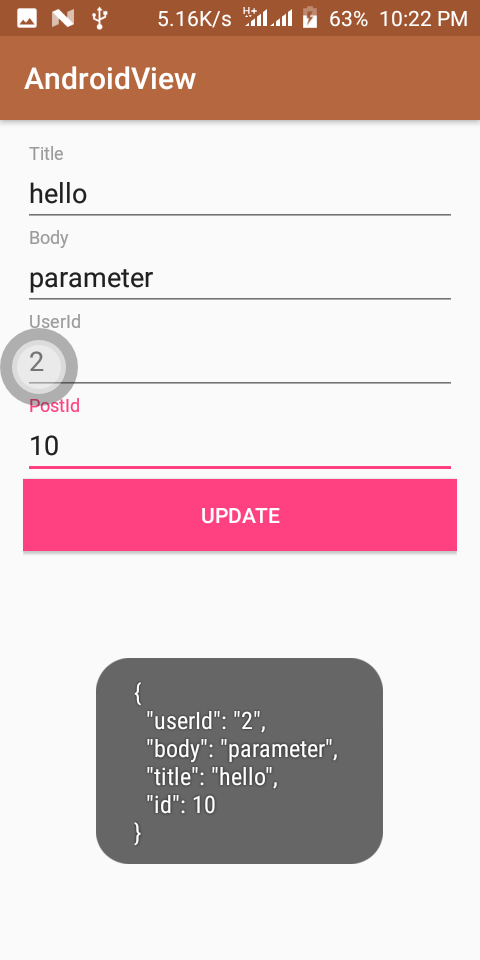 5.16K/s H+ 63% 10:22 PM
AndroidView
Title
hello
Body
parameter
UserId
2
PostId
10
UPDATE
{
"userId": "2",
"body": "parameter",
"title": "hello",
"id": 10
}